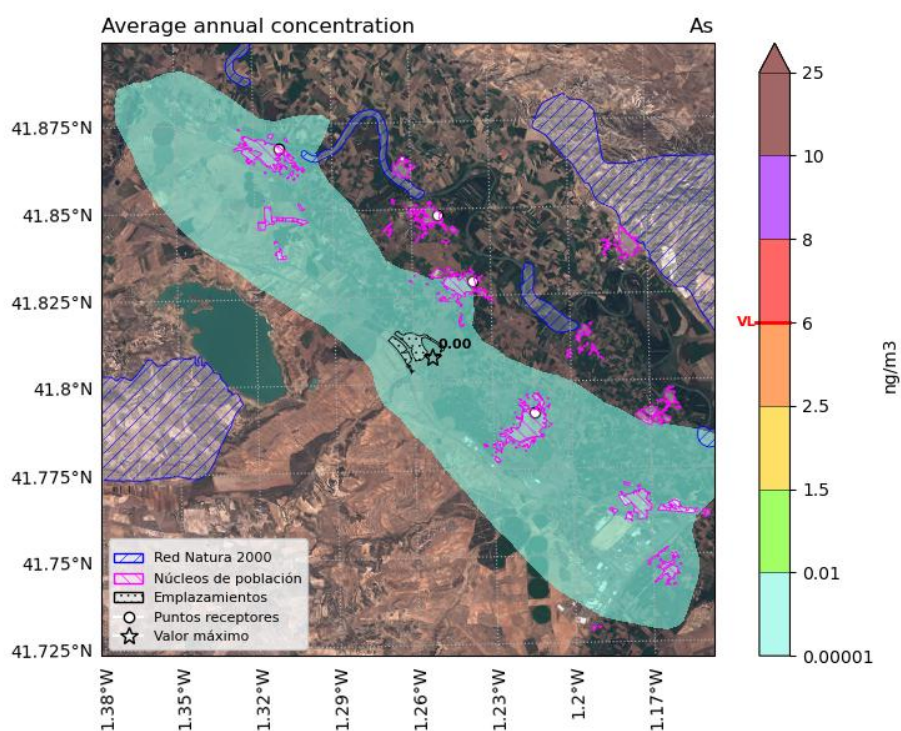 Average annual concentration As
41.875°N
41.85°N
41.825°N
41.8°N
41.775°N
41.75°N
41.725°N
0.00
Red Natura 2000
Núcleos de población
Emplazamientos
Puntos receptores
Valor máximo
1.38°W
1.35°W
1.32°W
1.29°W
1.26°W
1.23°W
1.2°W
1.17°W
25
10
8
VL 6
2.5
1.5
0.01
0.00001
ng/m3